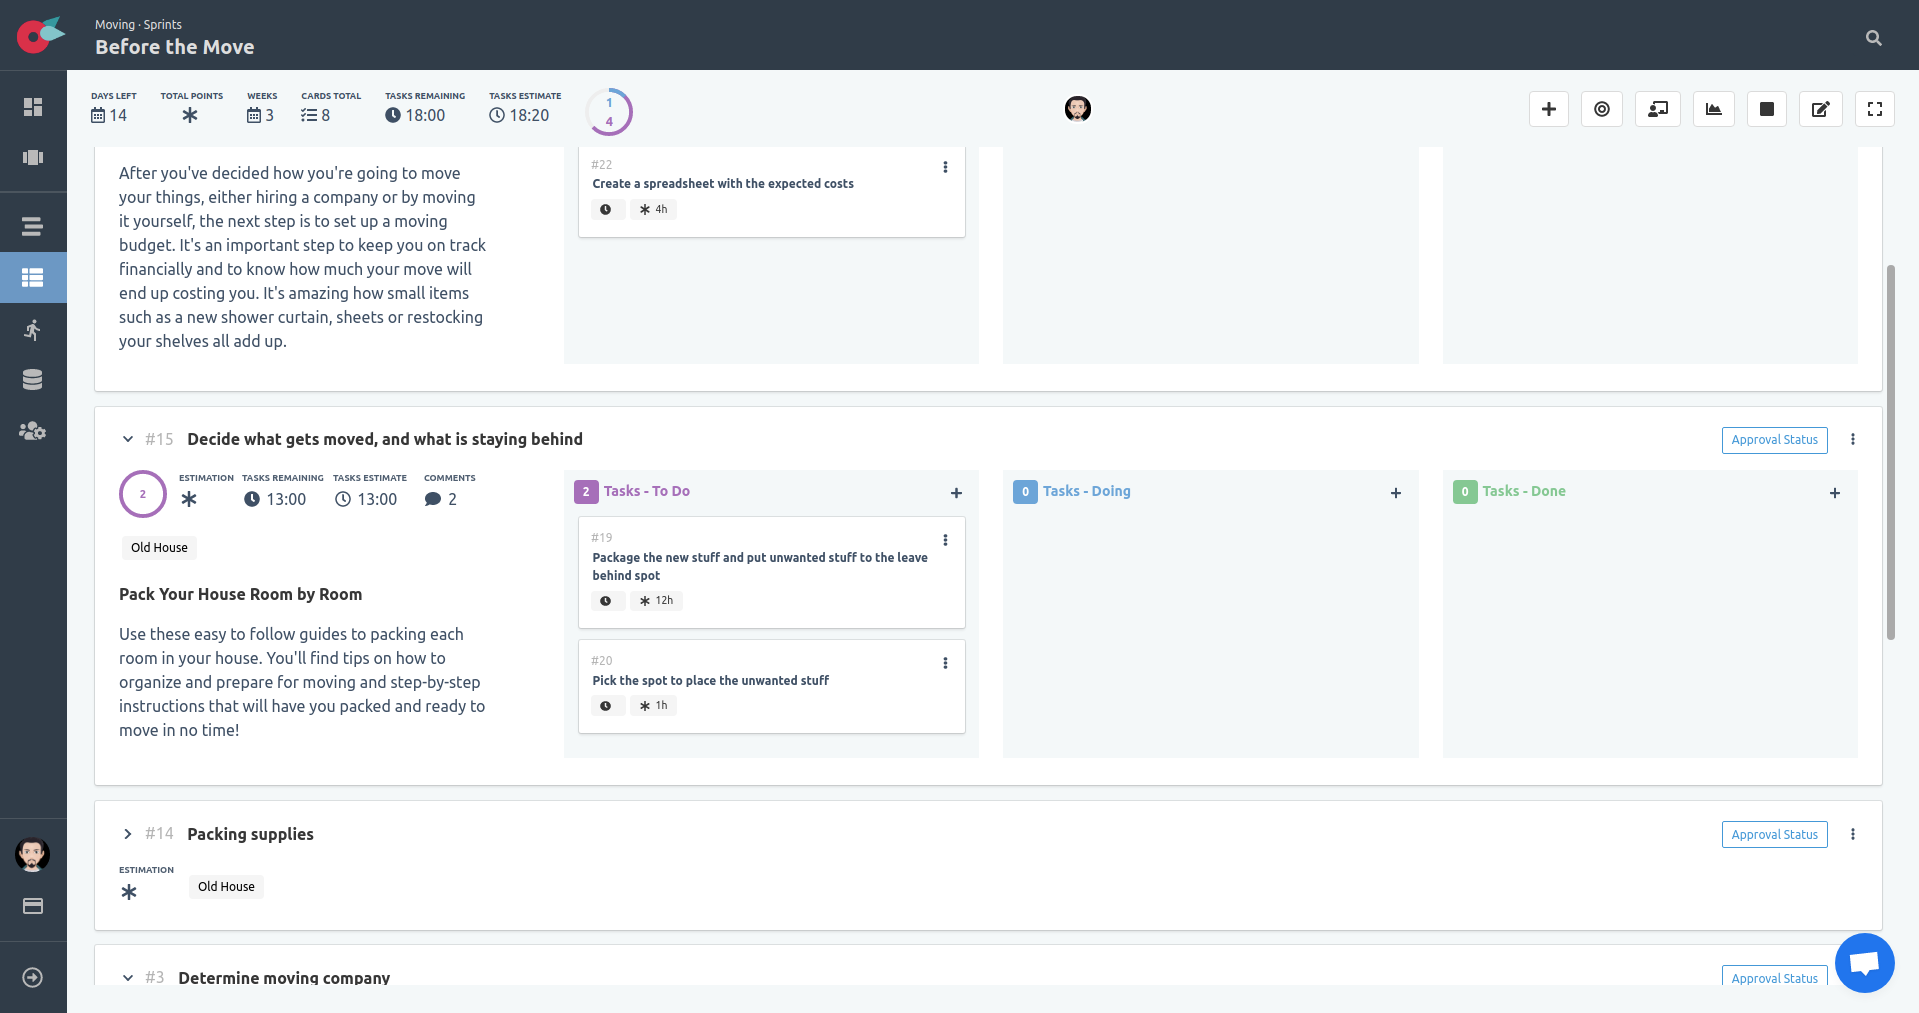 Moving · Sprints
Before the Move
DAYS LEFT
14
TOTAL POINTS
WEEKS
3
CARDS TOTAL
8
TASKS REMAINING
18:00
TASKS ESTIMATE
18:20
1
4
After you've decided how you're going to move
your things, either hiring a company or by moving
it yourself, the next step is to set up a moving
budget. It's an important step to keep you on track
financially and to know how much your move will
end up costing you. It's amazing how small items
such as a new shower curtain, sheets or restocking
your shelves all add up.
#22
Create a spreadsheet with the expected costs
4h
#15 Decide what gets moved, and what is staying behind
Approval Status
2
ESTIMATION
TASKS REMAINING
13:00
TASKS ESTIMATE
13:00
COMMENTS
2
Old House
Pack Your House Room by Room
Use these easy to follow guides to packing each
room in your house. You'll find tips on how to
organize and prepare for moving and step-by-step
instructions that will have you packed and ready to
move in no time!
2 Tasks - To Do
#19
Package the new stuff and put unwanted stuff to the leave
behind spot
12h
#20
Pick the spot to place the unwanted stuff
1h
0 Tasks - Doing
0 Tasks - Done
#14 Packing supplies
Approval Status
ESTIMATION
Old House
#3 Determine moving company
Approval Status